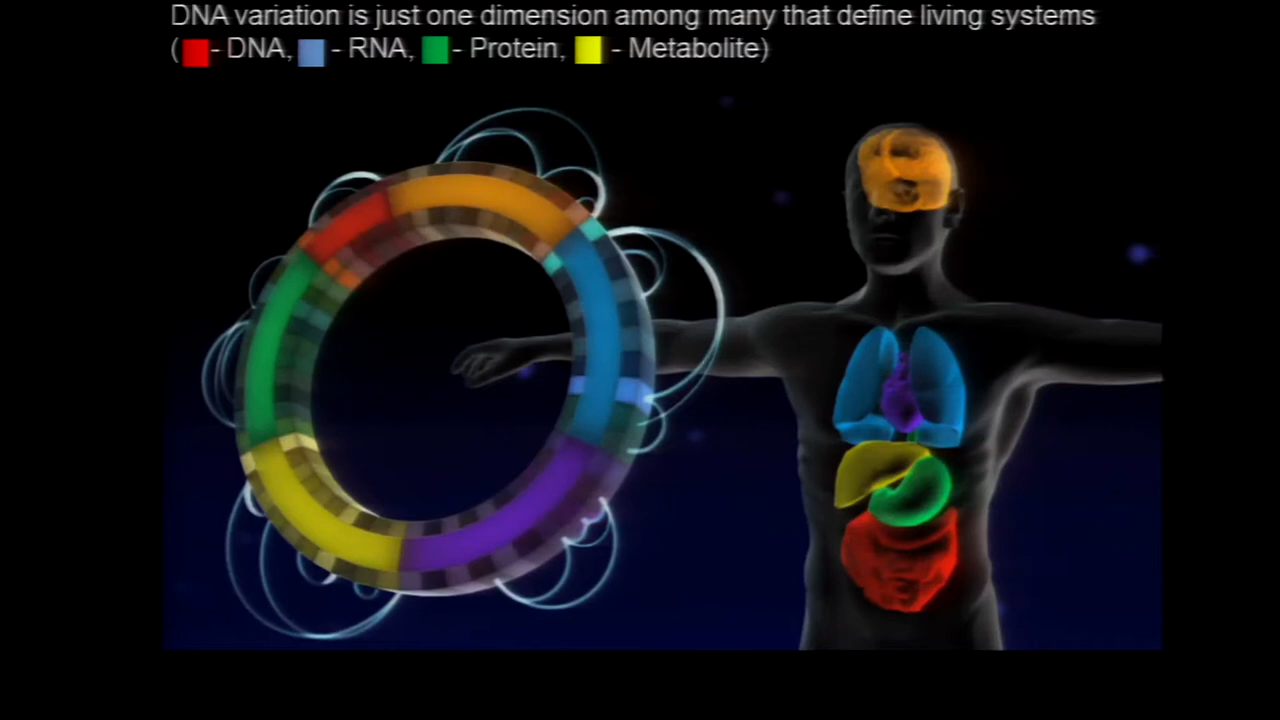 DNA variation is just one dimension among many that define living systems
( - DNA, - RNA, - Protein, - Metabolite)